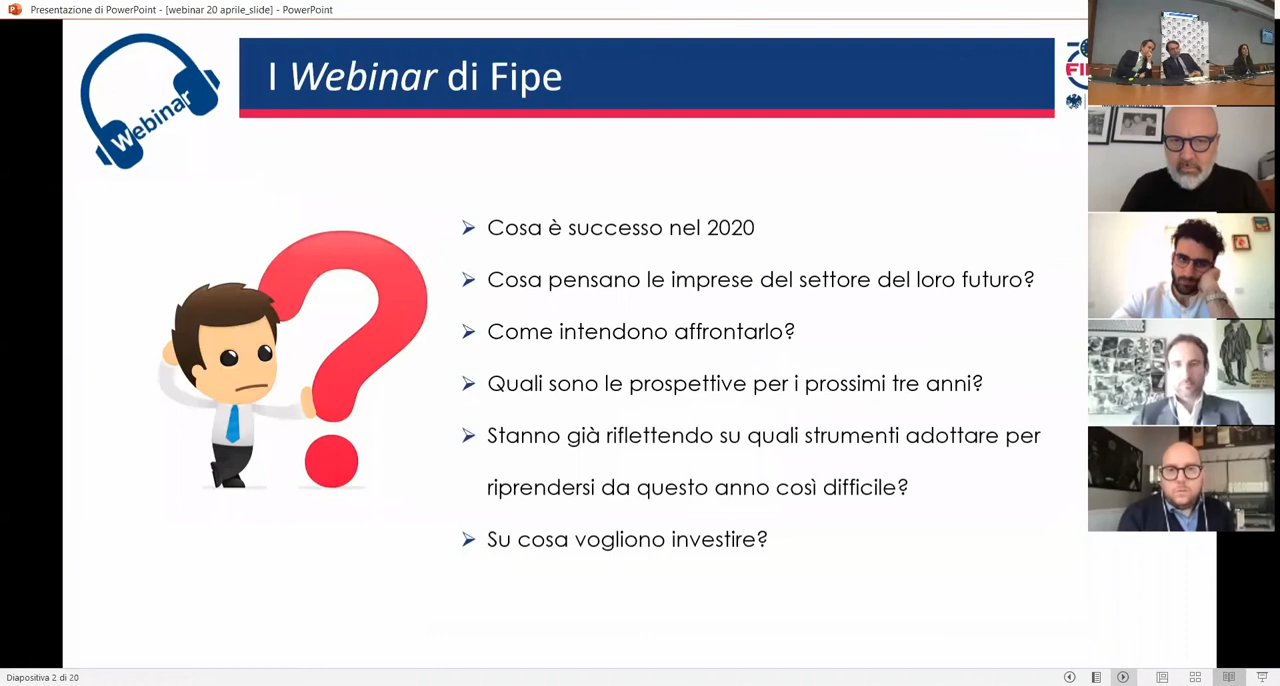 Presentazione di PowerPoint - [webinar 20 aprile_slide] - PowerPoint
Webinar
I Webinar di Fipe
Cosa è successo nel 2020
Cosa pensano le imprese del settore del loro futuro?
Come intendono affrontarlo?
Quali sono le prospettive per i prossimi tre anni?
Stanno già riflettendo su quali strumenti adottare per
riprendersi da questo anno così difficile?
Su cosa vogliono investire?
Diapositiva 2 di 20